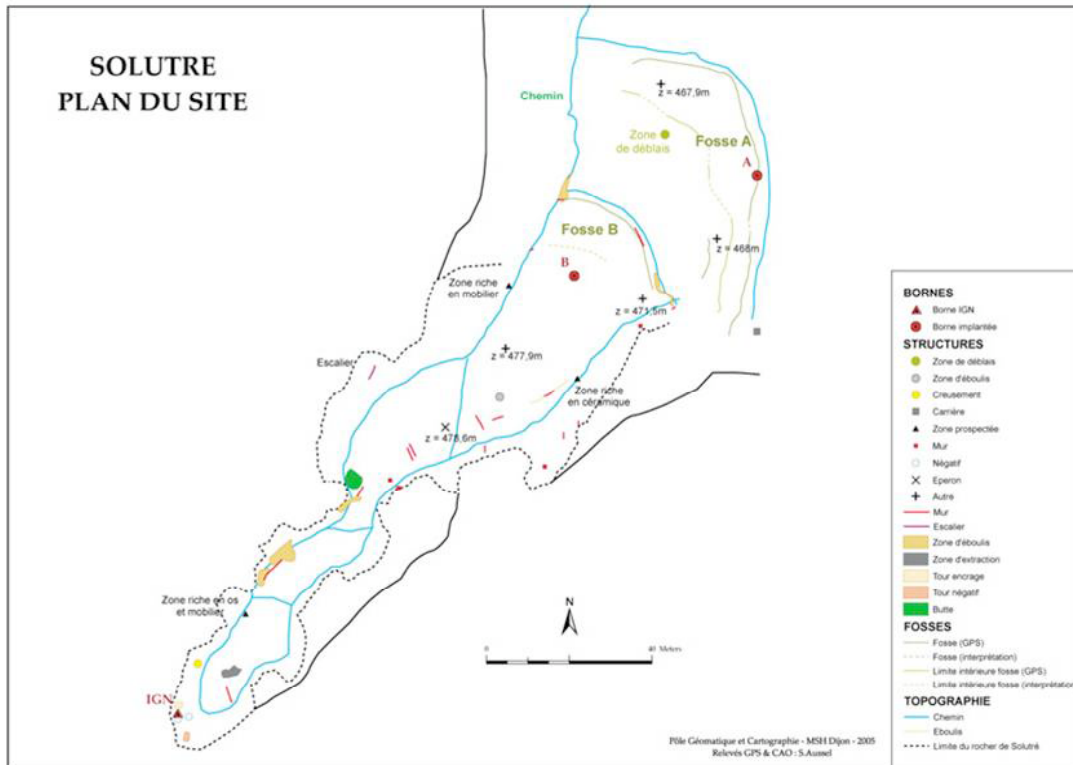 SOLUTRE
PLAN DU SITE
Chemin
z = 467,9m
Zone
de déblais
Fosse A
A
Fosse B
z = 468m
B
Zone riche
en mobilier
z = 471,5m
Escalier
z = 477,9m
Zone riche
en céramique
z = 478,6m
Zone riche en os
et mobilier
N
0
40 Meters
IGN
Pôle Géomatique et Cartographie - MSH Dijon - 2005
Relevés GPS & CAO : S.Aussel
BORNES
Borne IGN
Borne implantée
STRUCTURES
Zone de déblais
Zone d'éboulis
Creusement
Carrière
Zone prospectée
Mur
Négatif
Eperon
Autre
Mur
Escalier
Zone d'éboulis
Zone d'extraction
Tour encrage
Tour négatif
Butte
FOSSES
Fosse (GPS)
Fosse (interprétation)
Limite intérieure fosse (GPS)
Limite intérieure fosse (interprétation
TOPOGRAPHIE
Chemin
Eboulis
Limite du rocher de Solutré